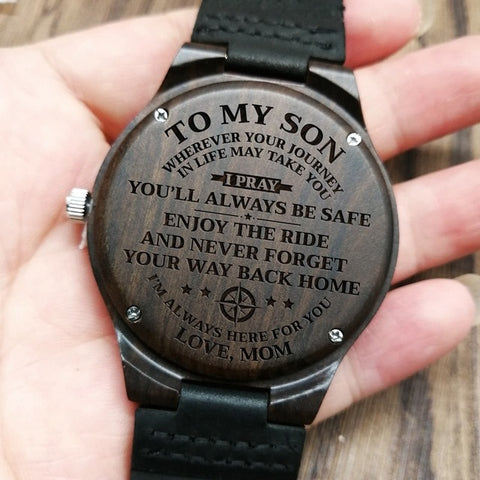 TO MY SON
WHEREVER YOUR JOURNEY
IN LIFE MAY TAKE YOU
I PRAY
YOU'LL ALWAYS BE SAFE
ENJOY THE RIDE
AND NEVER FORGET
YOUR WAY BACK HOME
I'M ALWAYS HERE FOR YOU
LOVE, MOM